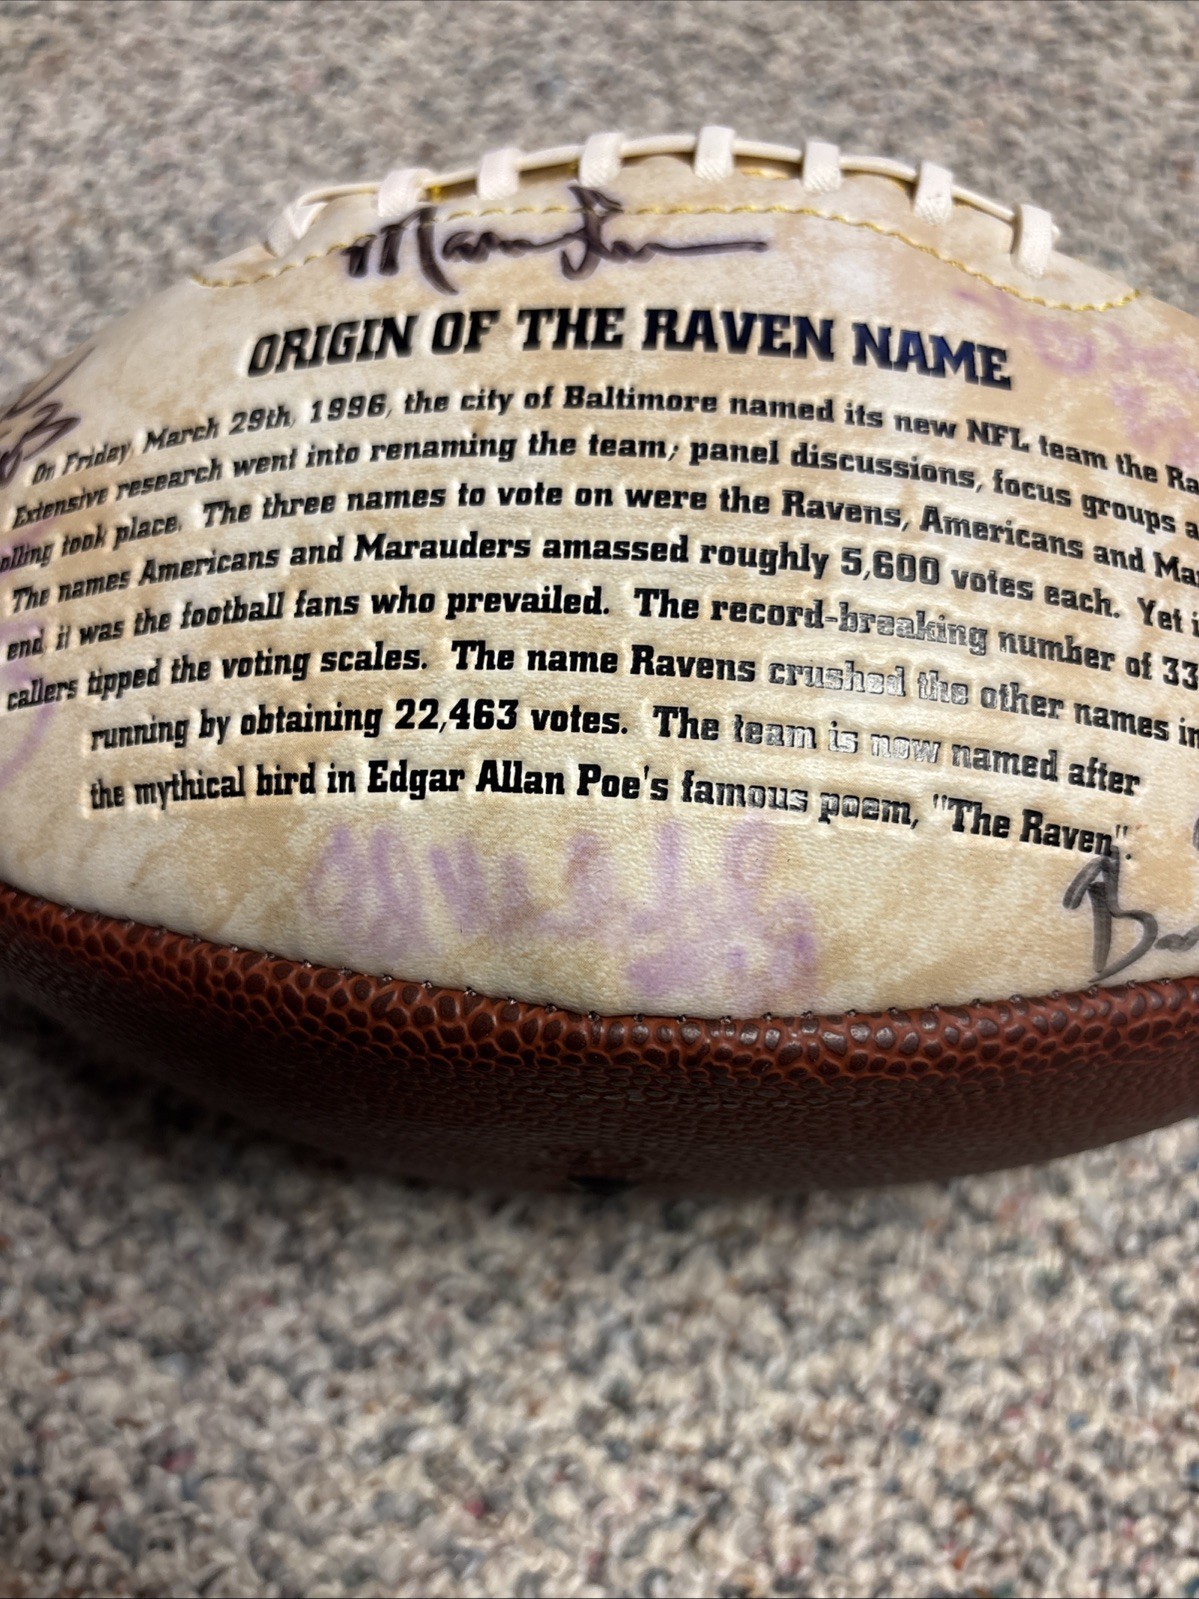 ORIGIN OF THE RAVEN NAME
On Friday, March 29th, 1996, the city of Baltimore named its new NFL team the Ra
Extensive research went into renaming the team; panel discussions, focus groups a
olling took place. The three names to vote on were the Ravens, Americans and Ma
The names Americans and Marauders amassed roughly 5,600 votes each. Yet i
end it was the football fans who prevailed. The record-breaking number of 33
callers tipped the voting scales. The name Ravens crushed the other names in
running by obtaining 22,463 votes. The team is now named after
the mythical bird in Edgar Allan Poe's famous poem, "The Raven".